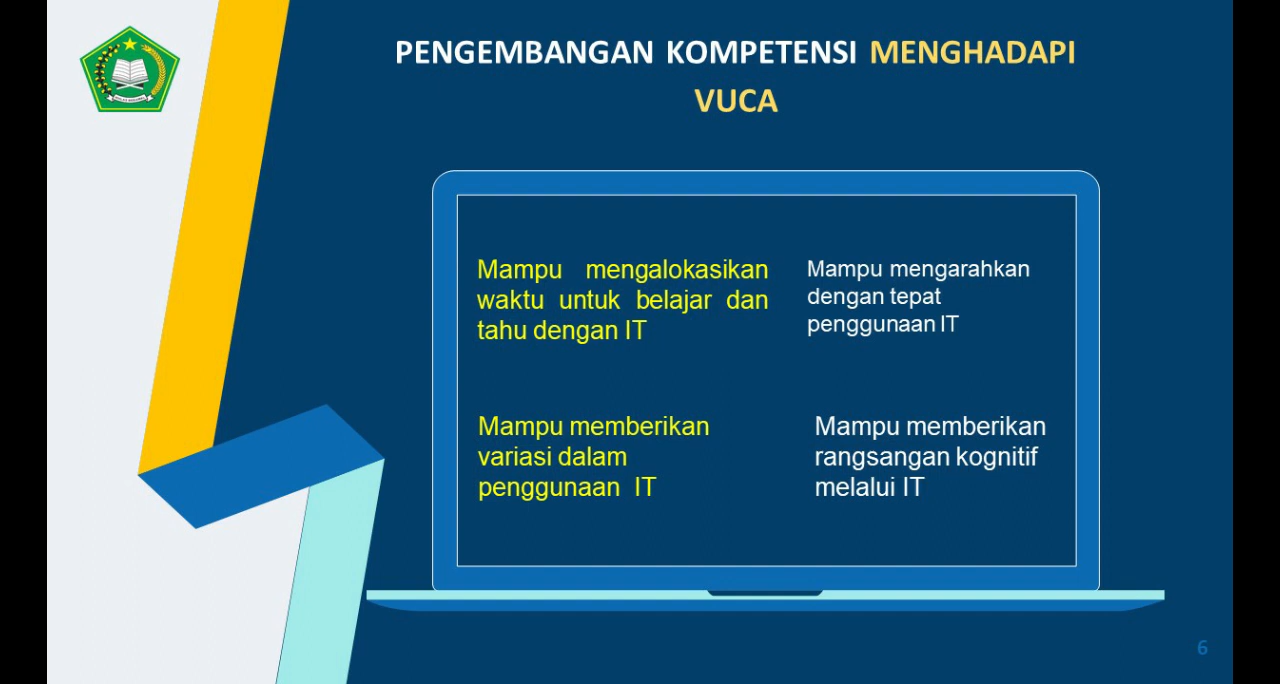 PENGEMBANGAN KOMPETENSI MENGHADAPI
VUCA
Mampu mengalokasikan
waktu untuk belajar dan
tahu dengan IT
Mampu mengarahkan
dengan tepat
penggunaan IT
Mampu memberikan
variasi dalam
penggunaan IT
Mampu memberikan
rangsangan kognitif
melalui IT
6